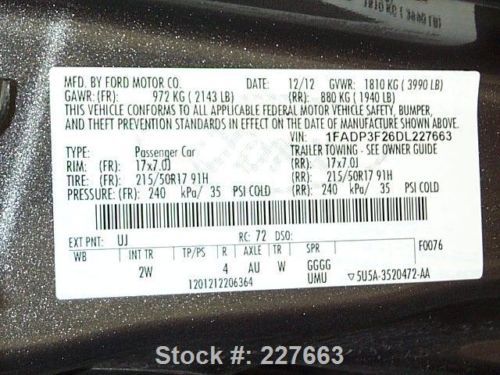 MFD. BY FORD MOTOR CO. DATE: 12/12 GVWR: 1810 KG ( 3990 LB)
GAWR: (FR) 972 KG ( 2143 LB) (RR): 880 KG ( 1940 LB)
THIS VEHICLE CONFORMS TO ALL APPLICABLE FEDERAL MOTOR VEHICLE SAFETY, BUMPER,
AND THEFT PREVENTION STANDARDS IN EFFECT ON THE DATE OF MANUFACTURE SHOWN ABOVE.
VIN: 1FADP3F26DL227663
TYPE: Passenger Car TRAILER TOWING - SEE OWNER GUIDE
RIM: (FR): 17x7.0J (RR): 17x7.0J
TIRE: (FR): 215/50R17 91H (RR): 215/50R17 91H
PRESSURE: (FR): 240 kPa/ 35 PSI COLD (RR): 240 kPa/ 35 PSI COLD
EXT PNT: UJ RC: 72 DSO: F0076
WB INT TR TP/PS R AXLE TR SPR
2W 4 AU W GGGG
UMU ▽5U5A-3520472-AA
1201212206364
Stock #: 227663